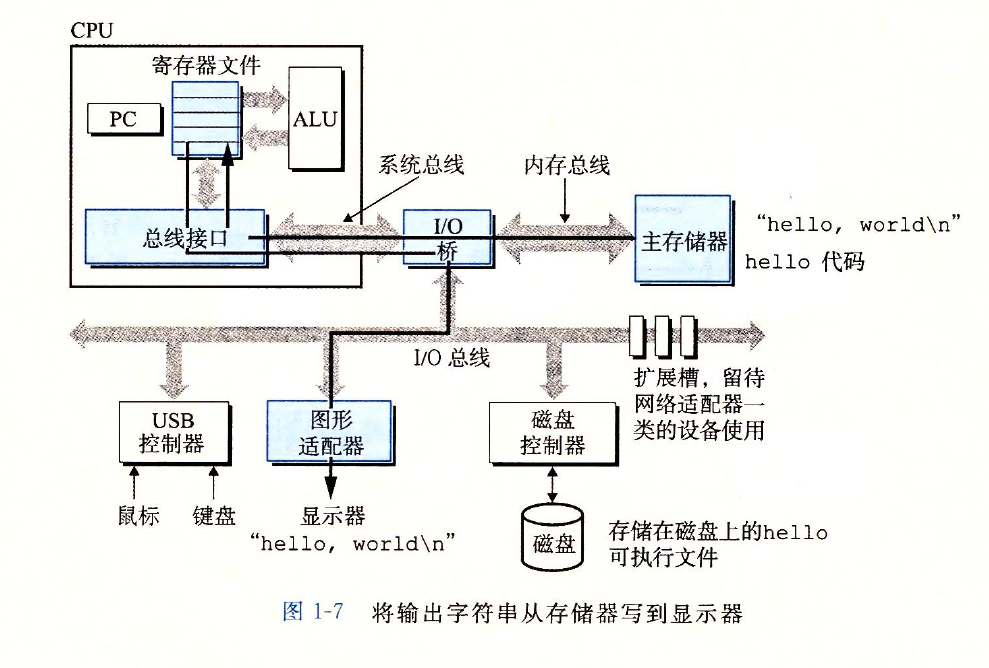 CPU
寄存器文件
PC
ALU
系统总线
内存总线
总线接口
I/O
桥
主存储器
“hello, world\n”
hello 代码
I/O 总线
扩展槽，留待
网络适配器一
类的设备使用
USB
控制器
图形
适配器
磁盘
控制器
鼠标
键盘
显示器
“hello, world\n”
磁盘
存储在磁盘上的hello
可执行文件
图 1-7 将输出字符串从存储器写到显示器